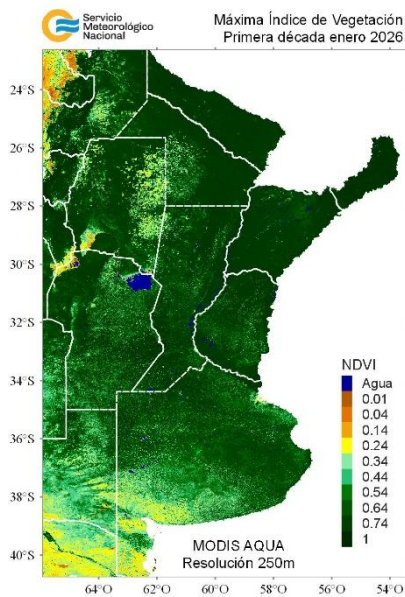 Servicio
Meteorológico
Nacional
Máxima Índice de Vegetación
Primera década enero 2026
24°S
26°S
28°S
30°S
32°S
34°S
36°S
38°S
40°S
NDVI
Agua
0.01
0.04
0.14
0.24
0.34
0.44
0.54
0.64
0.74
1
MODIS AQUA
Resolución 250m
64°O 62°O 60°O 58°O 56°O 54°O